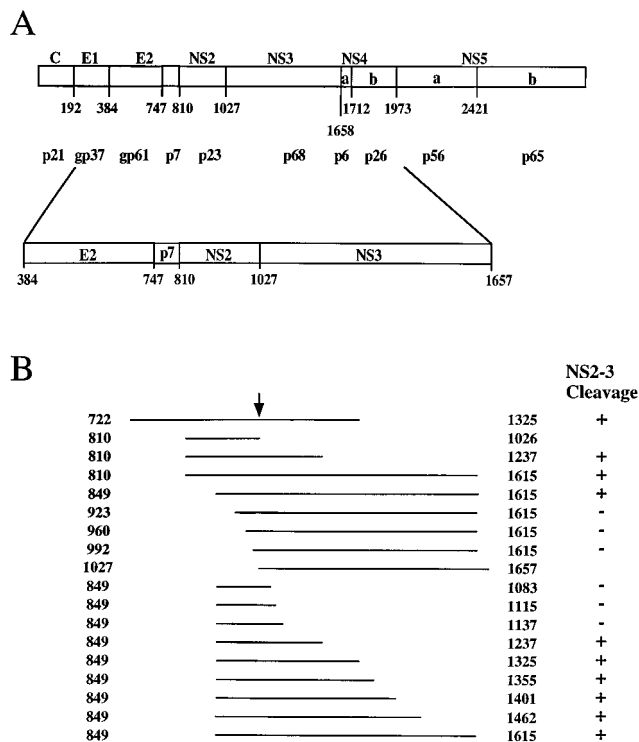 A
C E1 E2 NS2 NS3 NS4 NS5
a b a b
192 384 747 810 1027 1712 1973 2421
1658
p21 gp37 gp61 p7 p23 p68 p6 p26 p56 p65
E2 p7 NS2 NS3
384 747 810 1027 1657
B
NS2-3
Cleavage
722 1325 +
810 1026
810 1237 +
810 1615 +
849 1615 +
923 1615 -
960 1615 -
992 1615 -
1027 1657
849 1083 -
849 1115 -
849 1137 -
849 1237 +
849 1325 +
849 1355 +
849 1401 +
849 1462 +
849 1615 +